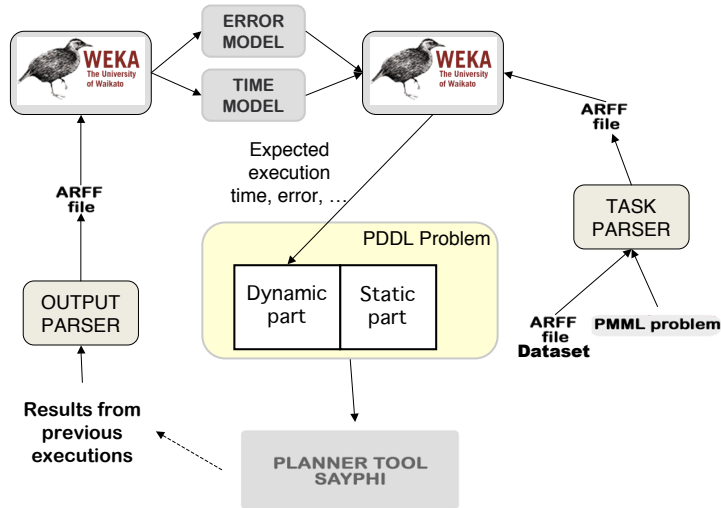 ERROR
MODEL
WEKA
The University
of Waikato
TIME
MODEL
WEKA
The University
of Waikato
ARFF
file
Expected
execution
time, error, ...
ARFF
file
TASK
PARSER
PDDL Problem
Dynamic
part
Static
part
OUTPUT
PARSER
ARFF
file
Dataset
PMML problem
Results from
previous
executions
PLANNER TOOL
SAYPHI